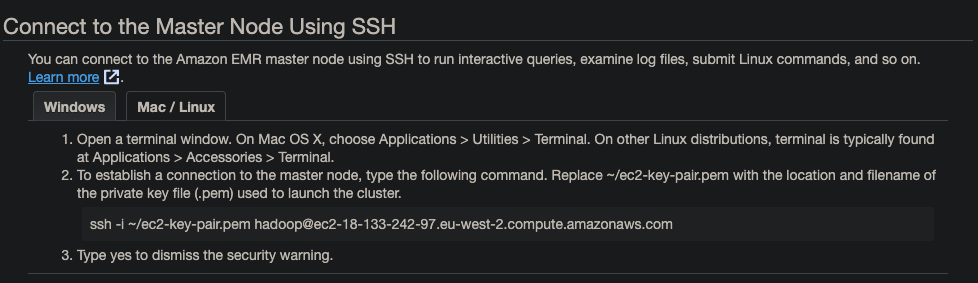 Connect to the Master Node Using SSH
You can connect to the Amazon EMR master node using SSH to run interactive queries, examine log files, submit Linux commands, and so on.
Learn more .
Windows Mac / Linux
1. Open a terminal window. On Mac OS X, choose Applications > Utilities > Terminal. On other Linux distributions, terminal is typically found
at Applications > Accessories > Terminal.
2. To establish a connection to the master node, type the following command. Replace ~/ec2-key-pair.pem with the location and filename of
the private key file (.pem) used to launch the cluster.
ssh -i ~/ec2-key-pair.pem hadoop@ec2-18-133-242-97.eu-west-2.compute.amazonaws.com
3. Type yes to dismiss the security warning.